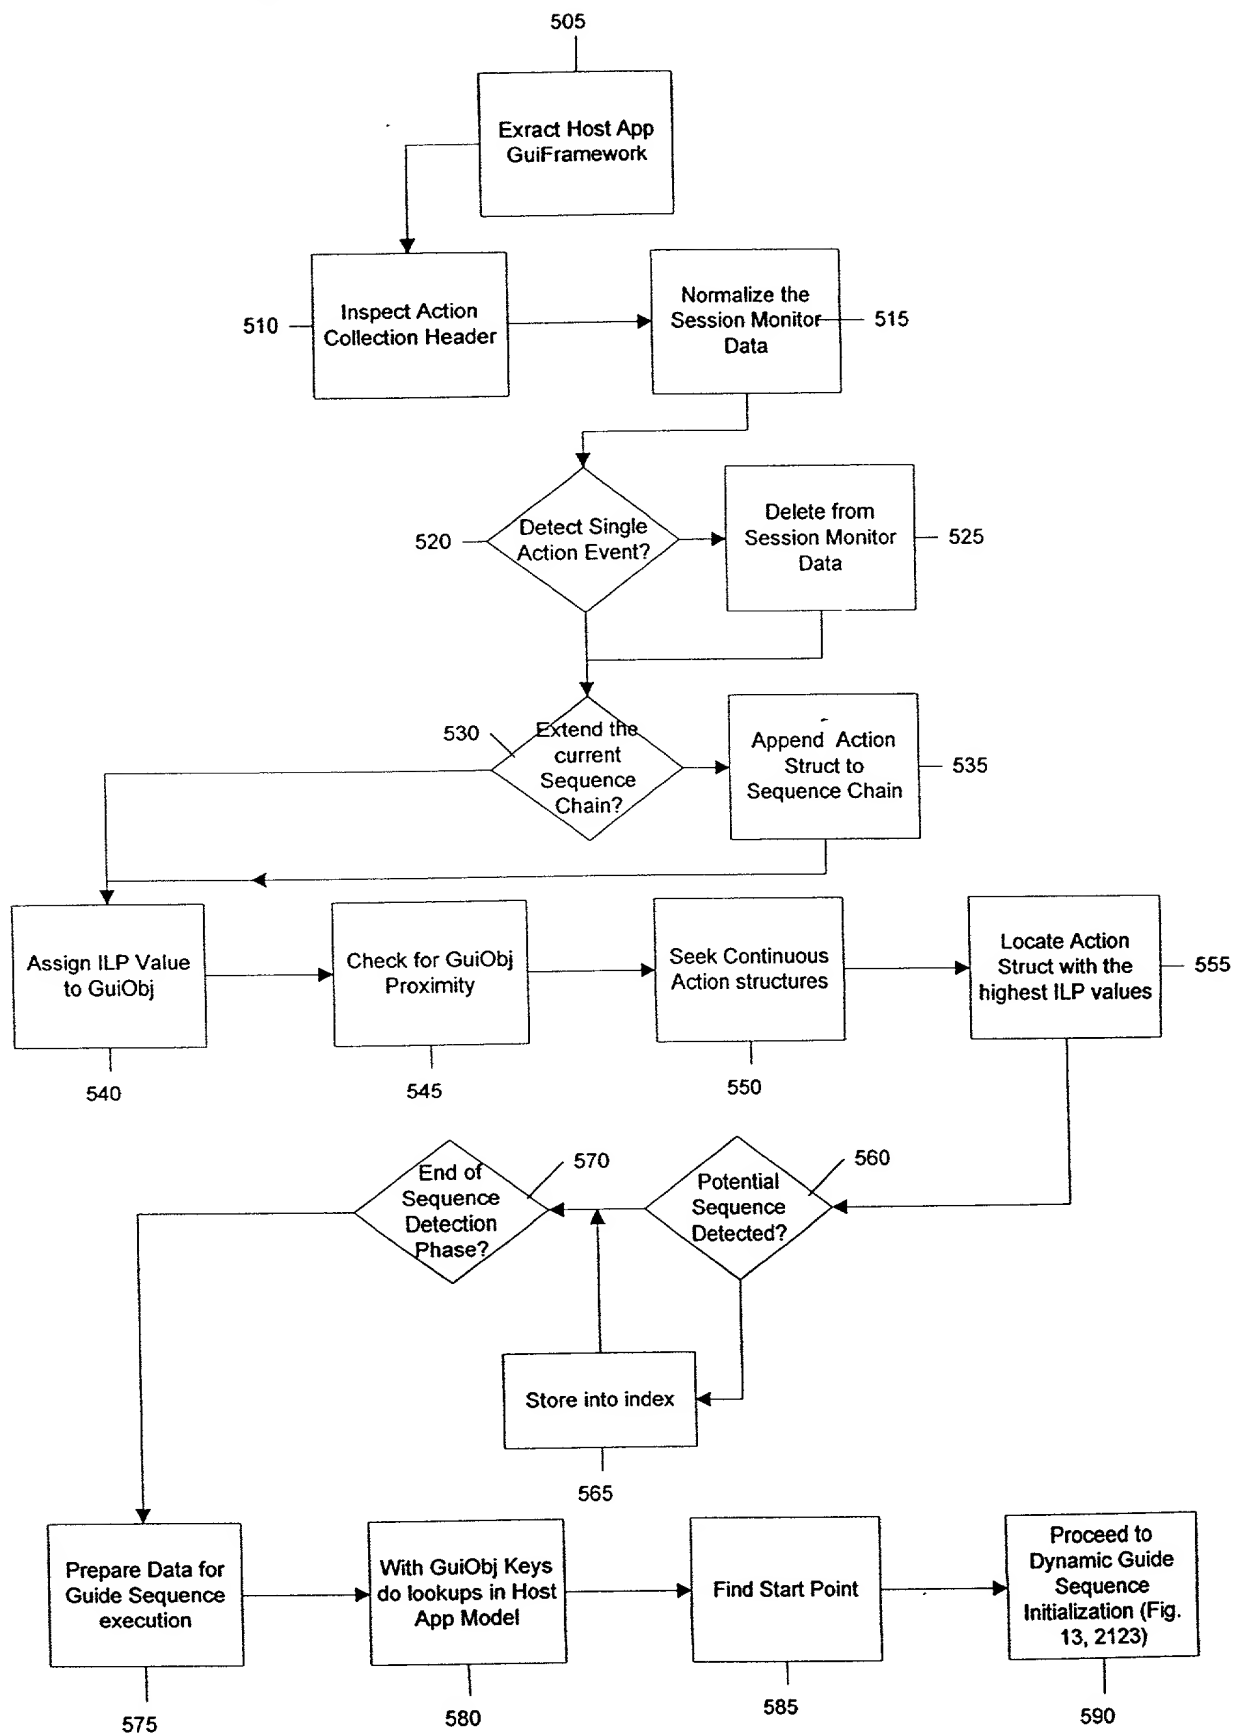 505
Exract Host App
GuiFramework
510
Inspect Action
Collection Header
Normalize the
Session Monitor
Data
515
520
Detect Single
Action Event?
Delete from
Session Monitor
Data
525
530
Extend the
current
Sequence
Chain?
Append Action
Struct to
Sequence Chain
535
Assign ILP Value
to GuiObj
540
Check for GuiObj
Proximity
545
Seek Continuous
Action structures
550
Locate Action
Struct with the
highest ILP values
555
Potential
Sequence
Detected?
560
End of
Sequence
Detection
Phase?
570
Store into index
565
Prepare Data for
Guide Sequence
execution
575
With GuiObj Keys
do lookups in Host
App Model
580
Find Start Point
585
Proceed to
Dynamic Guide
Sequence
Initialization (Fig.
13, 2123)
590